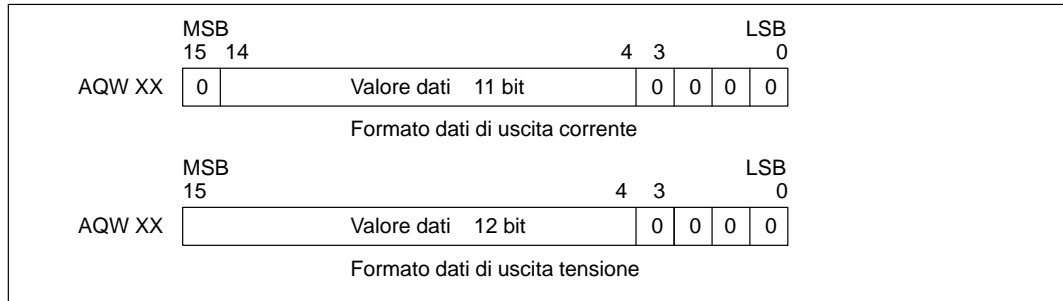 MSB LSB
15 14 4 3 0
AQW XX 0 Valore dati 11 bit 0 0 0 0
Formato dati di uscita corrente
MSB LSB
15 4 3 0
AQW XX Valore dati 12 bit 0 0 0 0
Formato dati di uscita tensione